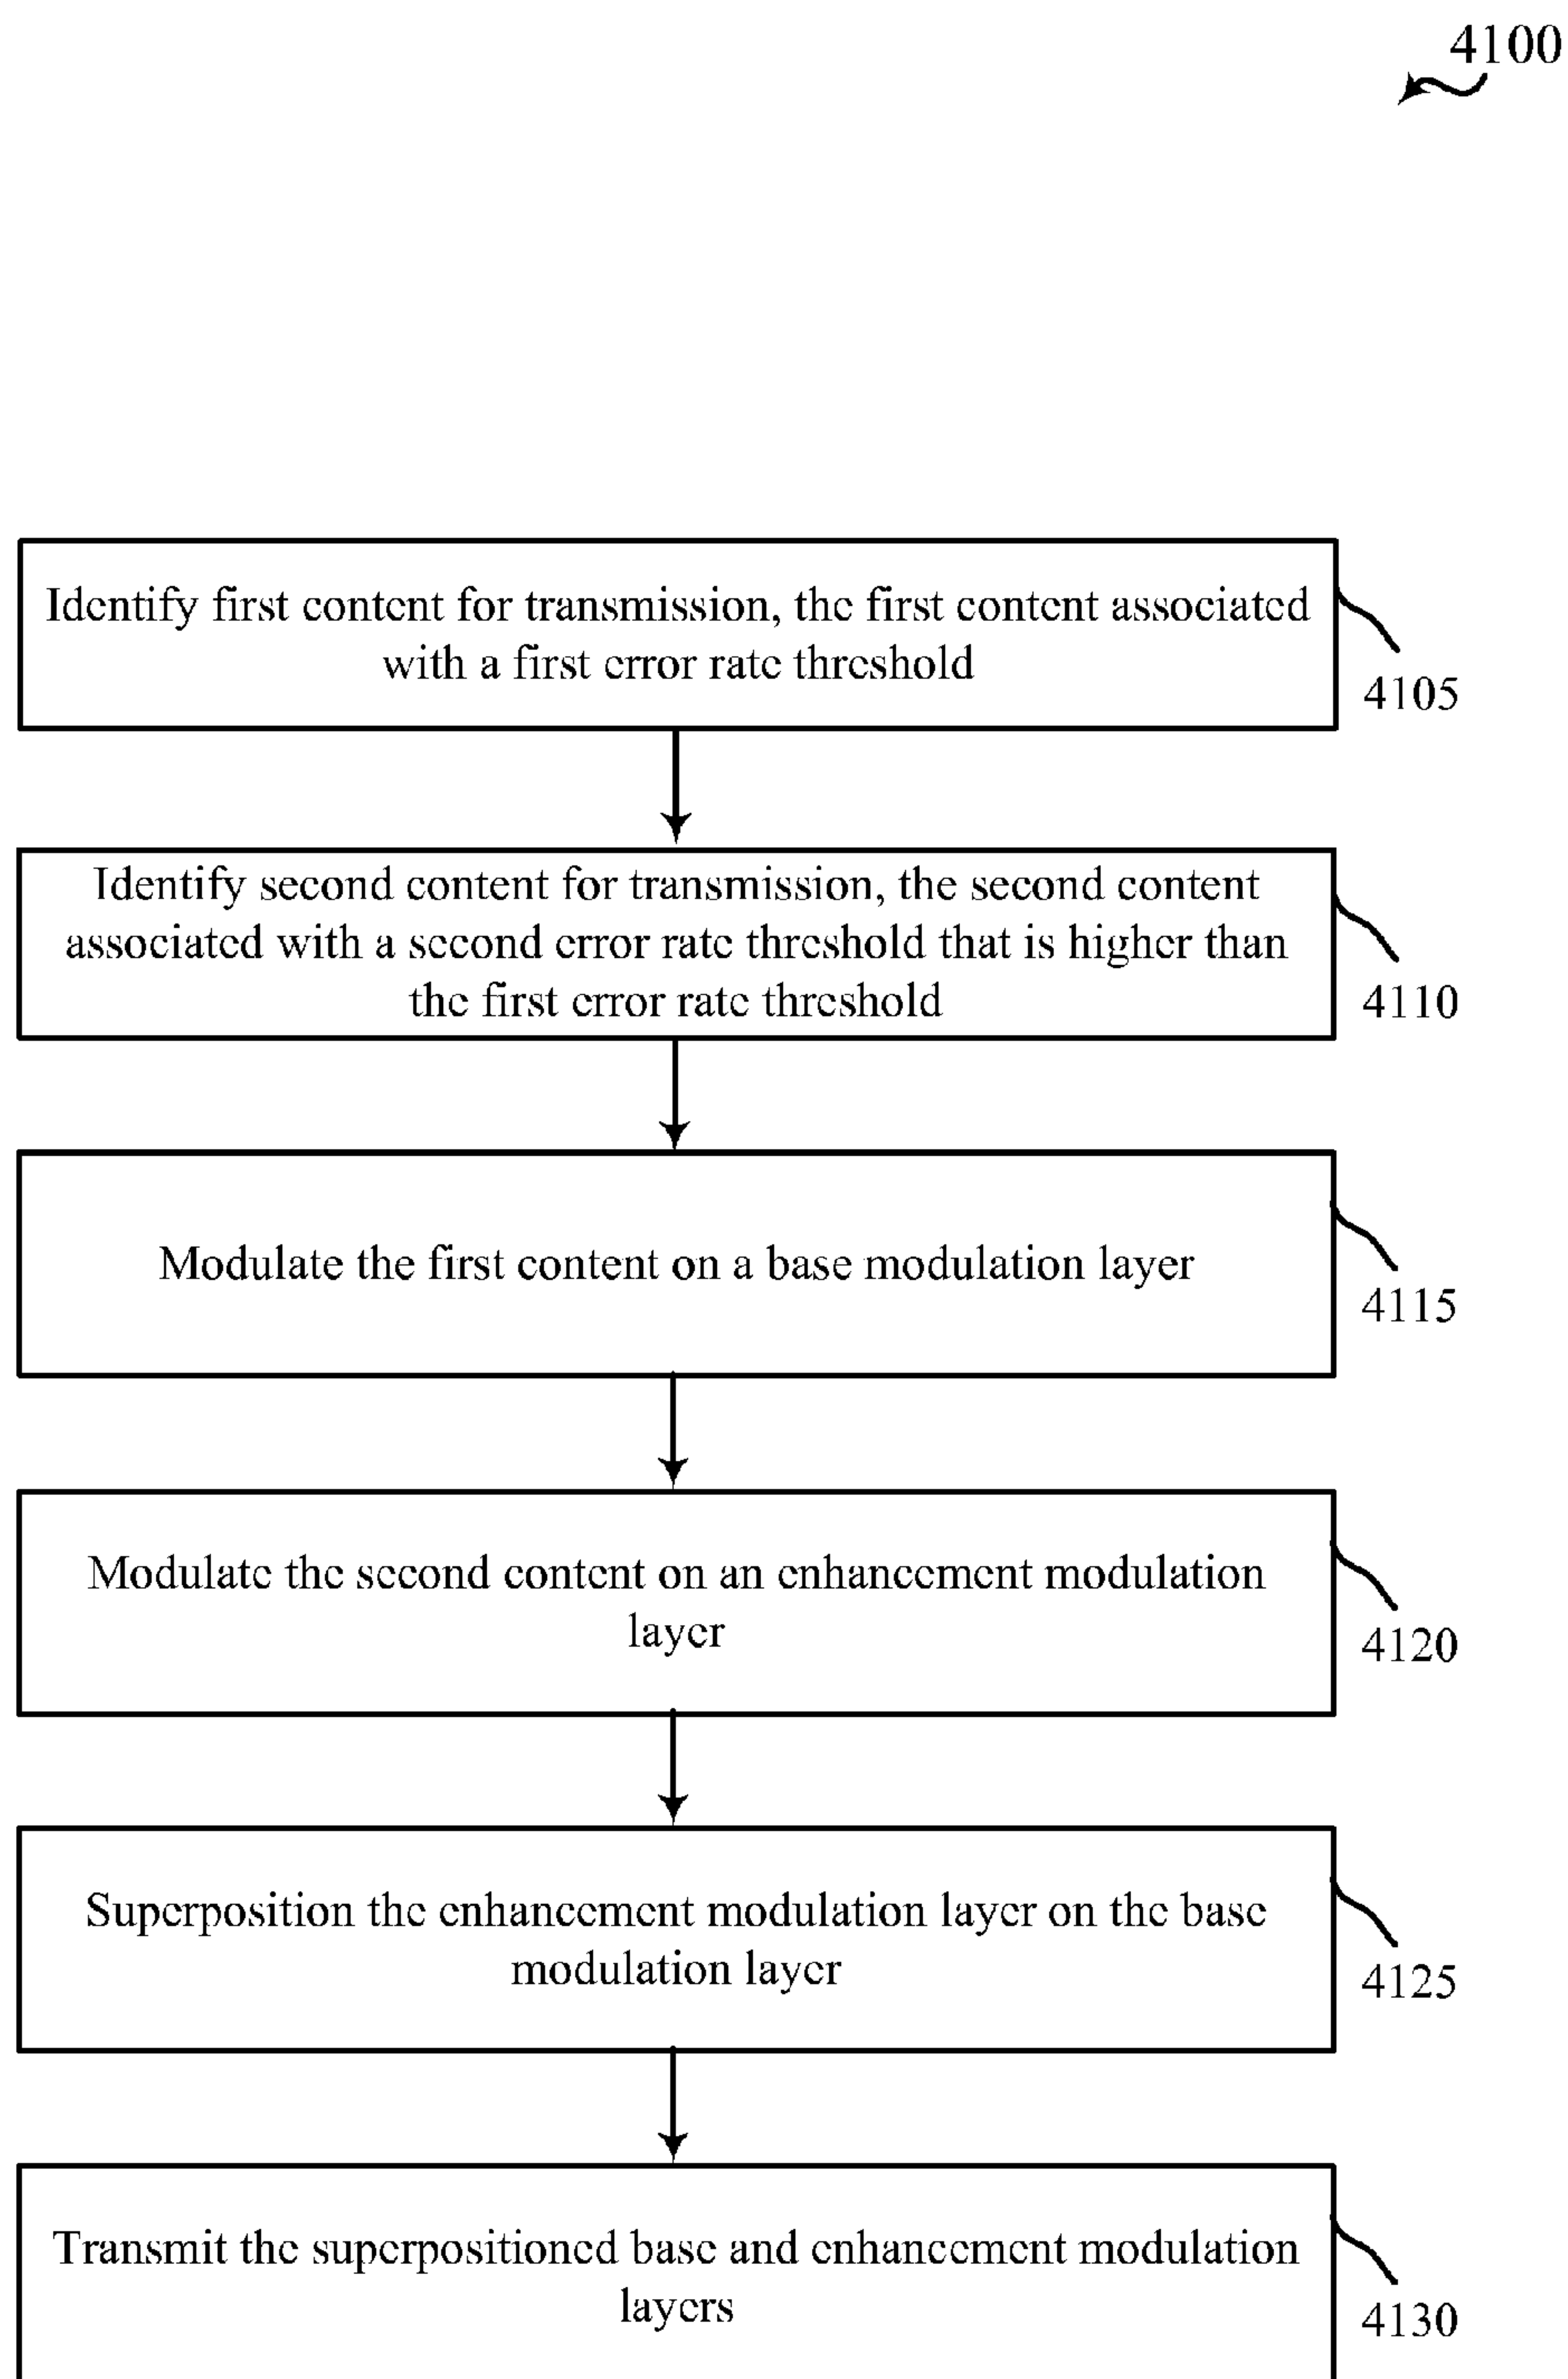 4100
Identify first content for transmission, the first content associated
with a first error rate threshold
4105
Identify second content for transmission, the second content
associated with a second error rate threshold that is higher than
the first error rate threshold
4110
Modulate the first content on a base modulation layer
4115
Modulate the second content on an enhancement modulation
layer
4120
Superposition the enhancement modulation layer on the base
modulation layer
4125
Transmit the superpositioned base and enhancement modulation
layers
4130